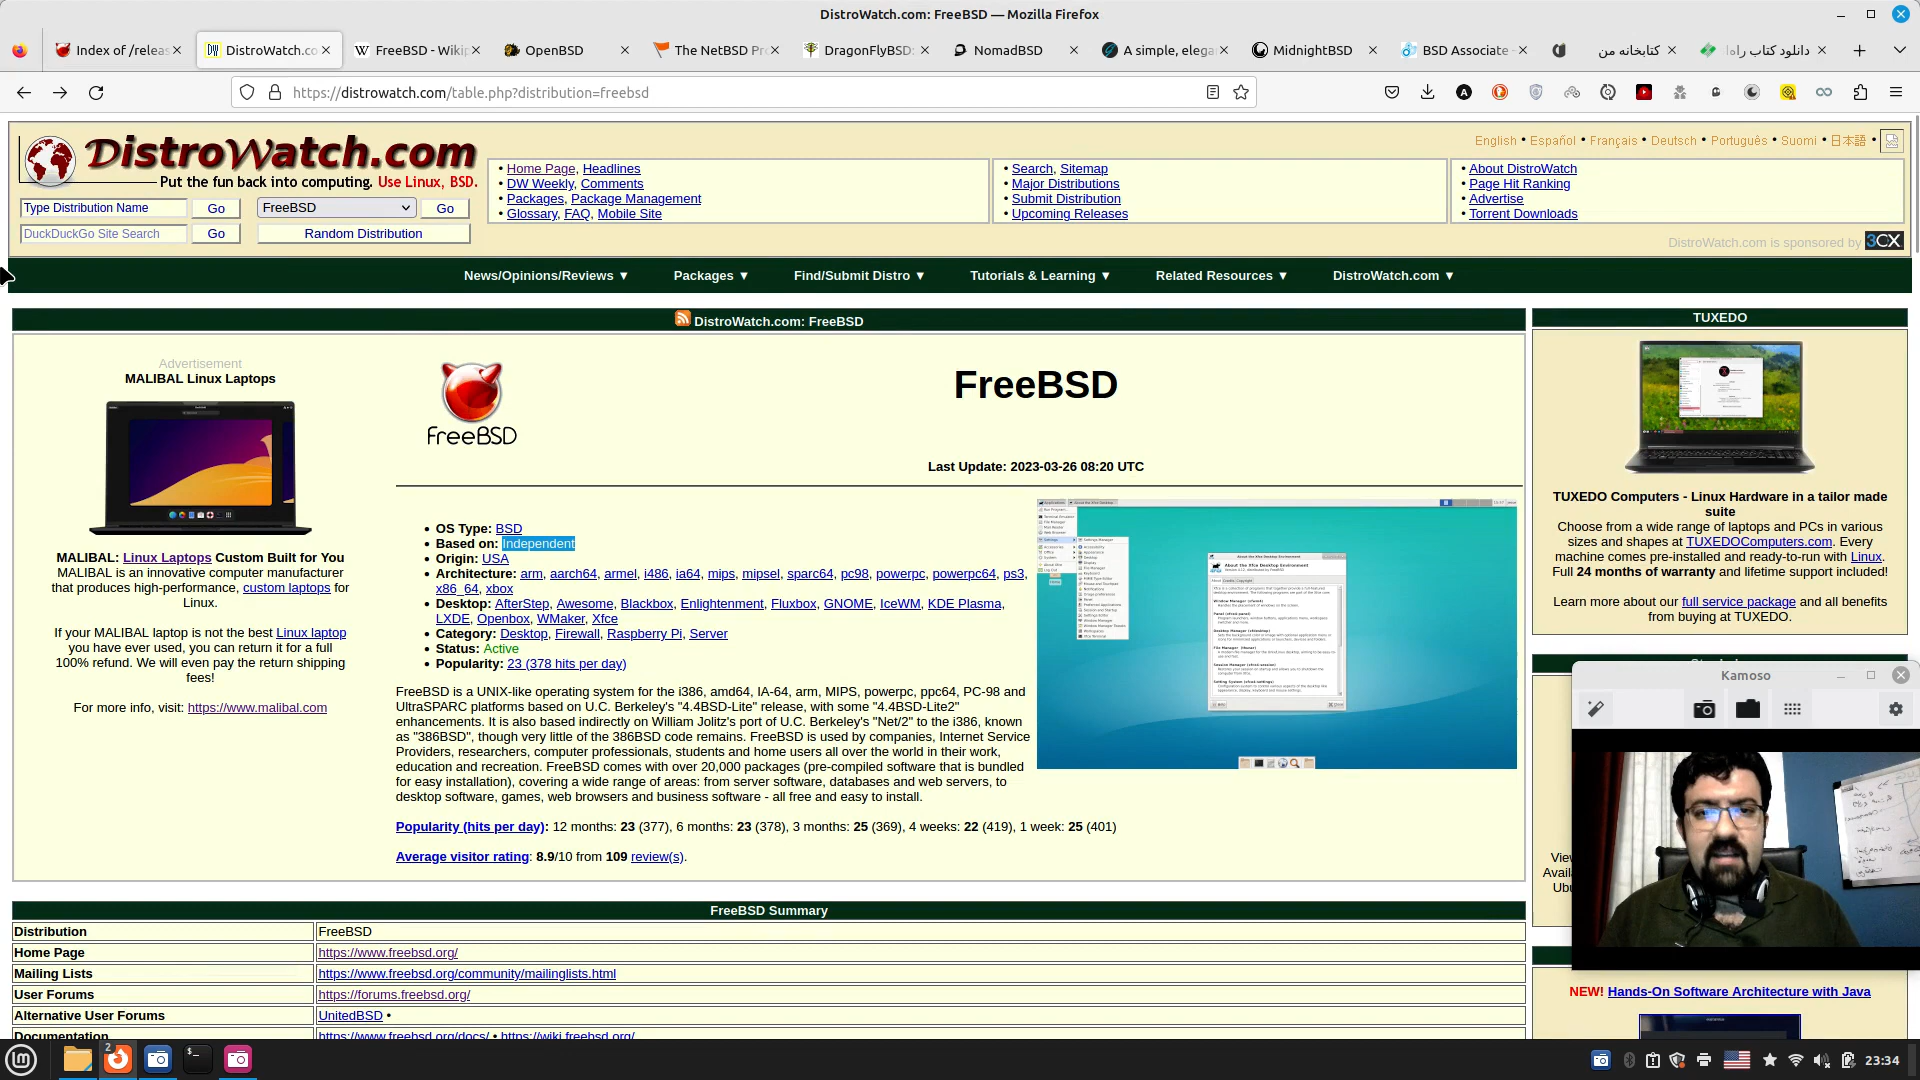 DistroWatch.com: FreeBSD — Mozilla Firefox
Index of /releas
DistroWatch.co
FreeBSD - Wikip
OpenBSD
The NetBSD Pro
DragonFlyBSD:
NomadBSD
A simple, elegan
MidnightBSD
BSD Associate
کتابخانه من
دانلود کتاب راه
https://distrowatch.com/table.php?distribution=freebsd
DistroWatch.com
Put the fun back into computing. Use Linux, BSD.
Type Distribution Name
Go
FreeBSD
Go
DuckDuckGo Site Search
Go
Random Distribution
• Home Page, Headlines
• DW Weekly, Comments
• Packages, Package Management
• Glossary, FAQ, Mobile Site
• Search, Sitemap
• Major Distributions
• Submit Distribution
• Upcoming Releases
English • Español • Français • Deutsch • Português • Suomi • 日本語 •
• About DistroWatch
• Page Hit Ranking
• Advertise
• Torrent Downloads
DistroWatch.com is sponsored by 3CX
News/Opinions/Reviews ▼
Packages ▼
Find/Submit Distro ▼
Tutorials & Learning ▼
Related Resources ▼
DistroWatch.com ▼
DistroWatch.com: FreeBSD
Advertisement
MALIBAL Linux Laptops
MALIBAL: Linux Laptops Custom Built for You
MALIBAL is an innovative computer manufacturer
that produces high-performance, custom laptops for
Linux.
If your MALIBAL laptop is not the best Linux laptop
you have ever used, you can return it for a full
100% refund. We will even pay the return shipping
fees!
For more info, visit: https://www.malibal.com
FreeBSD
FreeBSD
Last Update: 2023-03-26 08:20 UTC
• OS Type: BSD
• Based on: Independent
• Origin: USA
• Architecture: arm, aarch64, armel, i486, ia64, mips, mipsel, sparc64, pc98, powerpc, powerpc64, ps3,
x86_64, xbox
• Desktop: AfterStep, Awesome, Blackbox, Enlightenment, Fluxbox, GNOME, IceWM, KDE Plasma,
LXDE, Openbox, WMaker, Xfce
• Category: Desktop, Firewall, Raspberry Pi, Server
• Status: Active
• Popularity: 23 (378 hits per day)
FreeBSD is a UNIX-like operating system for the i386, amd64, IA-64, arm, MIPS, powerpc, ppc64, PC-98 and
UltraSPARC platforms based on U.C. Berkeley's "4.4BSD-Lite" release, with some "4.4BSD-Lite2"
enhancements. It is also based indirectly on William Jolitz's port of U.C. Berkeley's "Net/2" to the i386, known
as "386BSD", though very little of the 386BSD code remains. FreeBSD is used by companies, Internet Service
Providers, researchers, computer professionals, students and home users all over the world in their work,
education and recreation. FreeBSD comes with over 20,000 packages (pre-compiled software that is bundled
for easy installation), covering a wide range of areas: from server software, databases and web servers, to
desktop software, games, web browsers and business software - all free and easy to install.
Popularity (hits per day): 12 months: 23 (377), 6 months: 23 (378), 3 months: 25 (369), 4 weeks: 22 (419), 1 week: 25 (401)
Average visitor rating: 8.9/10 from 109 review(s).
FreeBSD Summary
Distribution
FreeBSD
Home Page
https://www.freebsd.org/
Mailing Lists
https://www.freebsd.org/community/mailinglists.html
User Forums
https://forums.freebsd.org/
Alternative User Forums
UnitedBSD •
Documentation
https://www.freebsd.org/docs/ • https://wiki.freebsd.org/
TUXEDO
TUXEDO Computers - Linux Hardware in a tailor made
suite
Choose from a wide range of laptops and PCs in various
sizes and shapes at TUXEDOComputers.com. Every
machine comes pre-installed and ready-to-run with Linux.
Full 24 months of warranty and lifetime support included!
Learn more about our full service package and all benefits
from buying at TUXEDO.
Kamoso
View
Avail
Ubu
NEW! Hands-On Software Architecture with Java
2
23:34